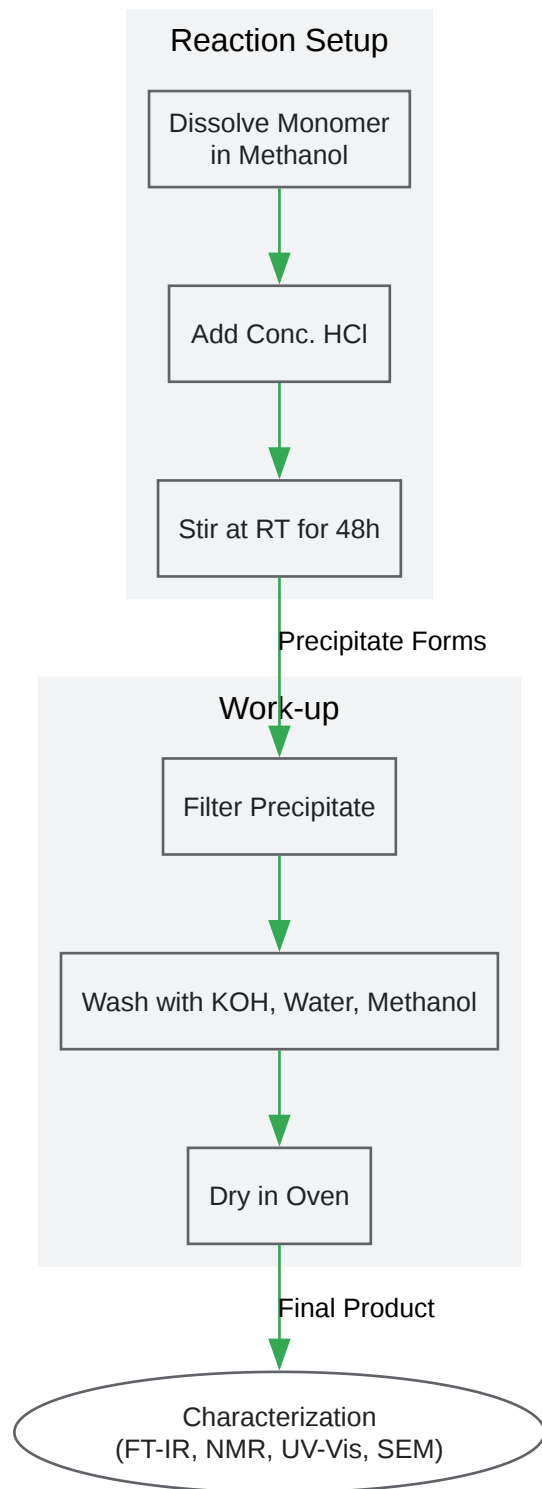 Reaction Setup
Dissolve Monomer
in Methanol
Add Conc. HCl
Stir at RT for 48h
Precipitate Forms
Work-up
Filter Precipitate
Wash with KOH, Water, Methanol
Dry in Oven
Final Product
Characterization
(FT-IR, NMR, UV-Vis, SEM)